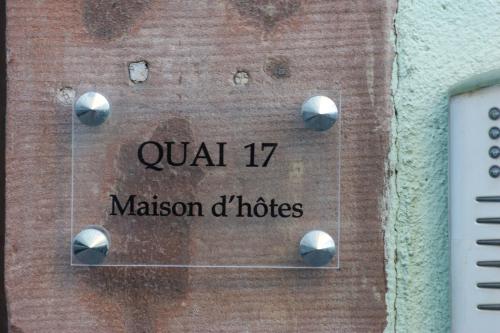 QUAI 17
Maison d'hôtes